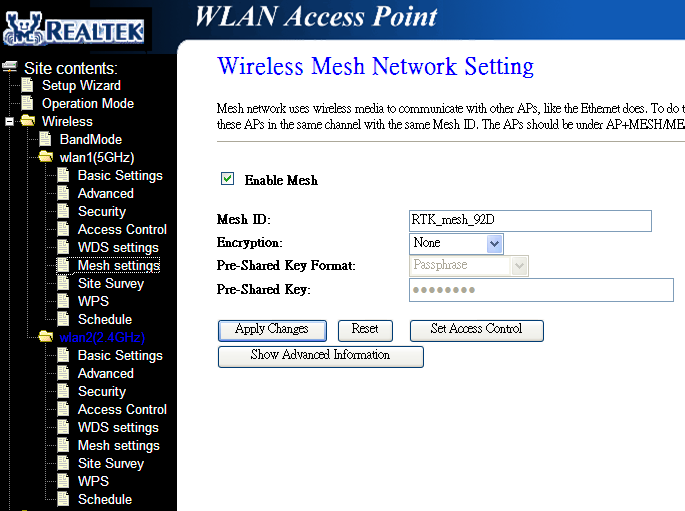 REALTEK
WLAN Access Point
Site contents:
Setup Wizard
Operation Mode
Wireless
BandMode
wlan1(5GHz)
Basic Settings
Advanced
Security
Access Control
WDS settings
Mesh settings
Site Survey
WPS
Schedule
wlan2(2.4GHz)
Basic Settings
Advanced
Security
Access Control
WDS settings
Mesh settings
Site Survey
WPS
Schedule
Wireless Mesh Network Setting
Mesh network uses wireless media to communicate with other APs, like the Ethernet does. To do t
these APs in the same channel with the same Mesh ID. The APs should be under AP+MESH/ME
Enable Mesh
Mesh ID: RTK_mesh_92D
Encryption: None
Pre-Shared Key Format: Passphrase
Pre-Shared Key:
Apply Changes Reset Set Access Control
Show Advanced Information